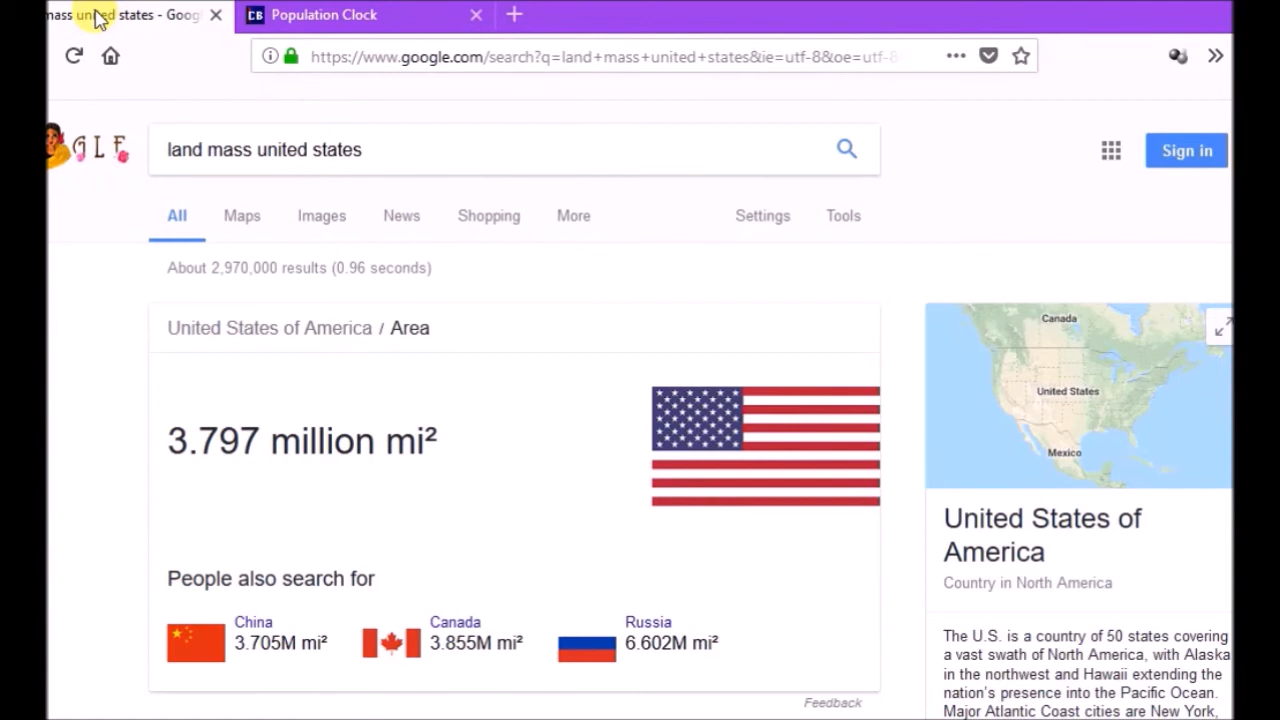 mass united states - Goog
CB Population Clock
https://www.google.com/search?q=land+mass+united+states&ie=utf-8&oe=utf-8
G L E
land mass united states
Sign in
All Maps Images News Shopping More Settings Tools
About 2,970,000 results (0.96 seconds)
United States of America / Area
3.797 million mi²
People also search for
China
3.705M mi²
Canada
3.855M mi²
Russia
6.602M mi²
Feedback
Canada
United States
Mexico
United States of
America
Country in North America
The U.S. is a country of 50 states covering
a vast swath of North America, with Alaska
in the northwest and Hawaii extending the
nation's presence into the Pacific Ocean.
Major Atlantic Coast cities are New York,